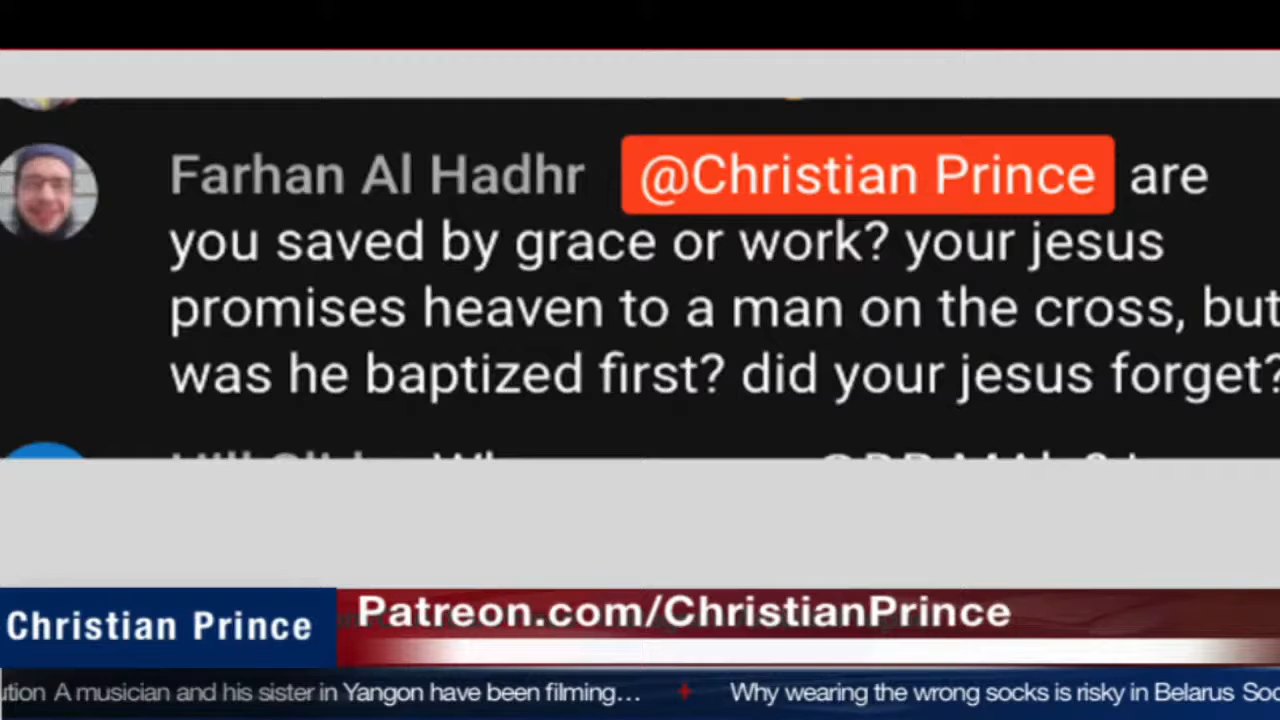 Farhan Al Hadhr @Christian Prince are
you saved by grace or work? your jesus
promises heaven to a man on the cross, but
was he baptized first? did your jesus forget?
Christian Prince
Patreon.com/ChristianPrince
A musician and his sister in Yangon have been filming... Why wearing the wrong socks is risky in Belarus